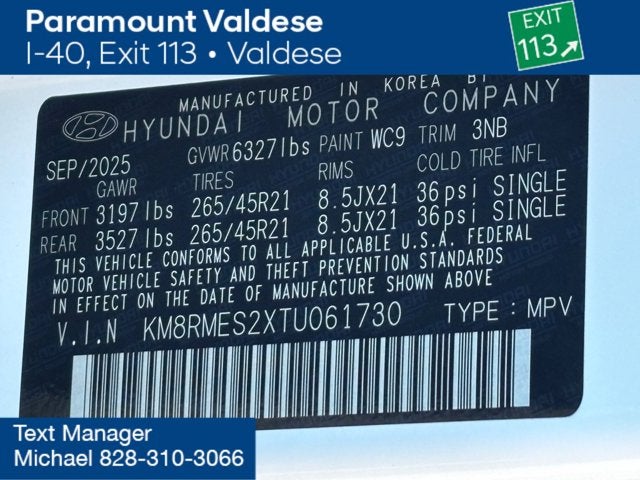 Paramount Valdese
I-40, Exit 113 • Valdese
EXIT
113
MANUFACTURED IN KOREA BY
HYUNDAI MOTOR COMPANY
SEP/2025 GVWR 6327lbs PAINT WC9 TRIM 3NB
GAWR TIRES RIMS COLD TIRE INFL
FRONT 3197lbs 265/45R21 8.5JX21 36psi SINGLE
REAR 3527lbs 265/45R21 8.5JX21 36psi SINGLE
THIS VEHICLE CONFORMS TO ALL APPLICABLE U.S.A. FEDERAL
MOTOR VEHICLE SAFETY AND THEFT PREVENTION STANDARDS
IN EFFECT ON THE DATE OF MANUFACTURE SHOWN ABOVE
V.I.N KM8RMES2XTU061730 TYPE : MPV
Text Manager
Michael 828-310-3066